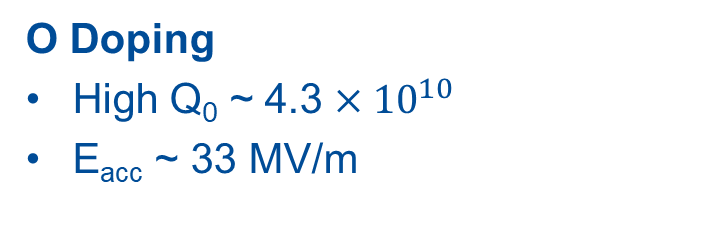 O Doping
• High Q₀ ~ 4.3 × 10¹⁰
• Eacc ~ 33 MV/m